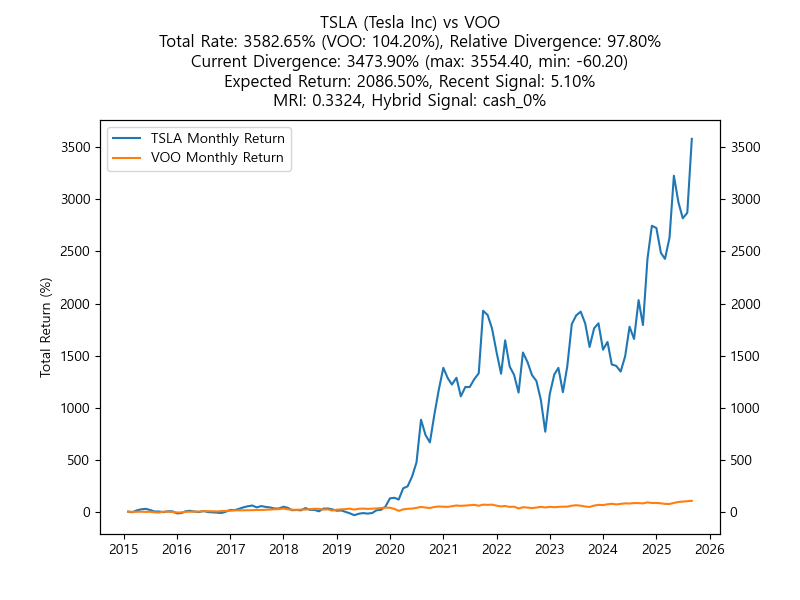 TSLA (Tesla Inc) vs VOO
Total Rate: 3582.65% (VOO: 104.20%), Relative Divergence: 97.80%
Current Divergence: 3473.90% (max: 3554.40, min: -60.20)
Expected Return: 2086.50%, Recent Signal: 5.10%
MRI: 0.3324, Hybrid Signal: cash_0%
TSLA Monthly Return
VOO Monthly Return
Total Return (%)
3500 3500
3000 3000
2500 2500
2000 2000
1500 1500
1000 1000
500 500
0 0
2015 2016 2017 2018 2019 2020 2021 2022 2023 2024 2025 2026